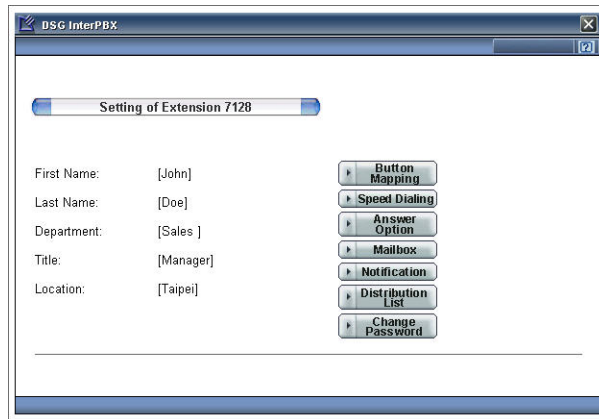 DSG InterPBX
[?]
Setting of Extension 7128
First Name: [John]
Last Name: [Doe]
Department: [Sales ]
Title: [Manager]
Location: [Taipei]
Button
Mapping
Speed Dialing
Answer
Option
Mailbox
Notification
Distribution
List
Change
Password